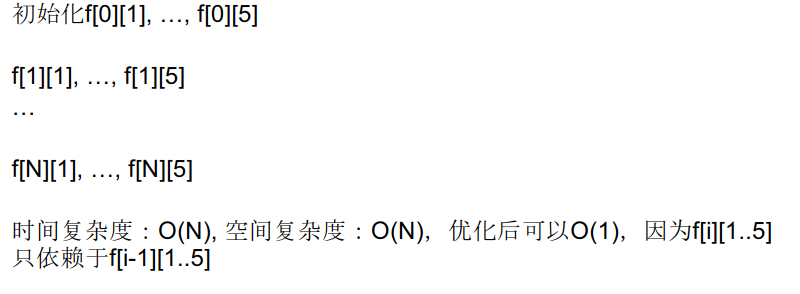 初始化f[0][1], …, f[0][5]
f[1][1], …, f[1][5]
…
f[N][1], …, f[N][5]
时间复杂度：O(N), 空间复杂度：O(N)，优化后可以O(1)，因为f[i][1..5]
只依赖于f[i-1][1..5]